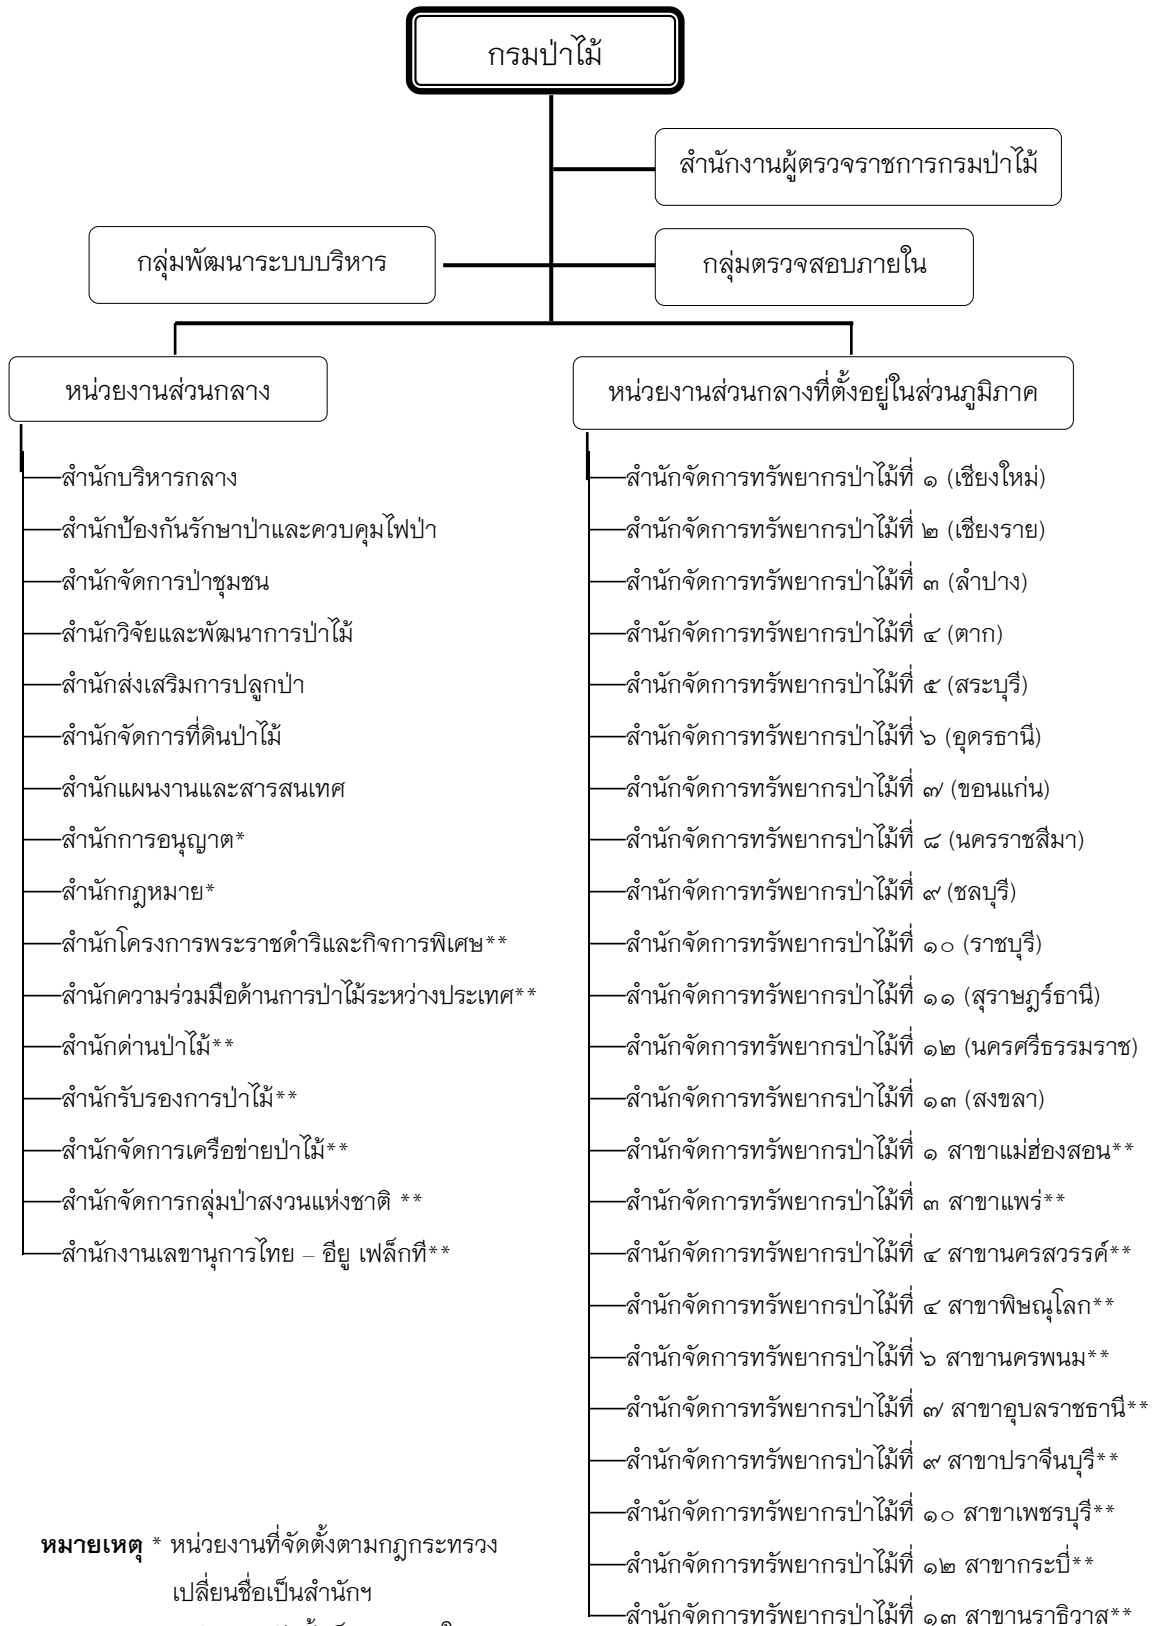 กรมป่าไม้
สำนักงานผู้ตรวจราชการกรมป่าไม้
กลุ่มพัฒนาระบบบริหาร
กลุ่มตรวจสอบภายใน
หน่วยงานส่วนกลาง
สำนักบริหารกลาง
สำนักป้องกันรักษาป่าและควบคุมไฟป่า
สำนักจัดการป่าชุมชน
สำนักวิจัยและพัฒนาการป่าไม้
สำนักส่งเสริมการปลูกป่า
สำนักจัดการที่ดินป่าไม้
สำนักแผนงานและสารสนเทศ
สำนักการอนุญาต*
สำนักกฎหมาย*
สำนักโครงการพระราชดำริและกิจการพิเศษ**
สำนักความร่วมมือด้านการป่าไม้ระหว่างประเทศ**
สำนักด่านป่าไม้**
สำนักรับรองการป่าไม้**
สำนักจัดการเครือข่ายป่าไม้**
สำนักจัดการกลุ่มป่าสงวนแห่งชาติ **
สำนักงานเลขานุการไทย – อียู เฟล็กที**
หน่วยงานส่วนกลางที่ตั้งอยู่ในส่วนภูมิภาค
สำนักจัดการทรัพยากรป่าไม้ที่ ๑ (เชียงใหม่)
สำนักจัดการทรัพยากรป่าไม้ที่ ๒ (เชียงราย)
สำนักจัดการทรัพยากรป่าไม้ที่ ๓ (ลำปาง)
สำนักจัดการทรัพยากรป่าไม้ที่ ๔ (ตาก)
สำนักจัดการทรัพยากรป่าไม้ที่ ๕ (สระบุรี)
สำนักจัดการทรัพยากรป่าไม้ที่ ๖ (อุดรธานี)
สำนักจัดการทรัพยากรป่าไม้ที่ ๗ (ขอนแก่น)
สำนักจัดการทรัพยากรป่าไม้ที่ ๘ (นครราชสีมา)
สำนักจัดการทรัพยากรป่าไม้ที่ ๙ (ชลบุรี)
สำนักจัดการทรัพยากรป่าไม้ที่ ๑๐ (ราชบุรี)
สำนักจัดการทรัพยากรป่าไม้ที่ ๑๑ (สุราษฎร์ธานี)
สำนักจัดการทรัพยากรป่าไม้ที่ ๑๒ (นครศรีธรรมราช)
สำนักจัดการทรัพยากรป่าไม้ที่ ๑๓ (สงขลา)
สำนักจัดการทรัพยากรป่าไม้ที่ ๑ สาขาแม่ฮ่องสอน**
สำนักจัดการทรัพยากรป่าไม้ที่ ๓ สาขาแพร่**
สำนักจัดการทรัพยากรป่าไม้ที่ ๔ สาขานครสวรรค์**
สำนักจัดการทรัพยากรป่าไม้ที่ ๔ สาขาพิษณุโลก**
สำนักจัดการทรัพยากรป่าไม้ที่ ๖ สาขานครพนม**
สำนักจัดการทรัพยากรป่าไม้ที่ ๗ สาขาอุบลราชธานี**
สำนักจัดการทรัพยากรป่าไม้ที่ ๙ สาขาปราจีนบุรี**
สำนักจัดการทรัพยากรป่าไม้ที่ ๑๐ สาขาเพชรบุรี**
สำนักจัดการทรัพยากรป่าไม้ที่ ๑๒ สาขากระบี่**
สำนักจัดการทรัพยากรป่าไม้ที่ ๑๓ สาขานราธิวาส**
หมายเหตุ * หน่วยงานที่จัดตั้งตามกฎกระทรวง
เปลี่ยนชื่อเป็นสำนักฯ